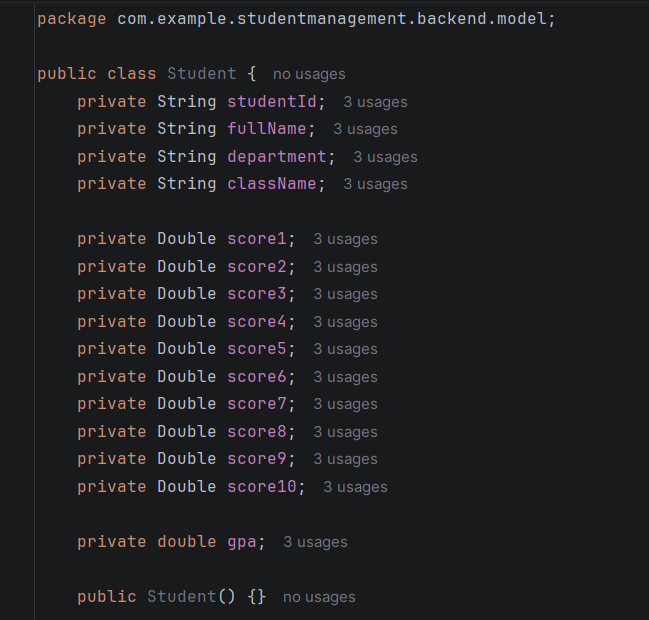 package com.example.studentmanagement.backend.model;
public class Student { no usages
private String studentId; 3 usages
private String fullName; 3 usages
private String department; 3 usages
private String className; 3 usages
private Double score1; 3 usages
private Double score2; 3 usages
private Double score3; 3 usages
private Double score4; 3 usages
private Double score5; 3 usages
private Double score6; 3 usages
private Double score7; 3 usages
private Double score8; 3 usages
private Double score9; 3 usages
private Double score10; 3 usages
private double gpa; 3 usages
public Student() {} no usages